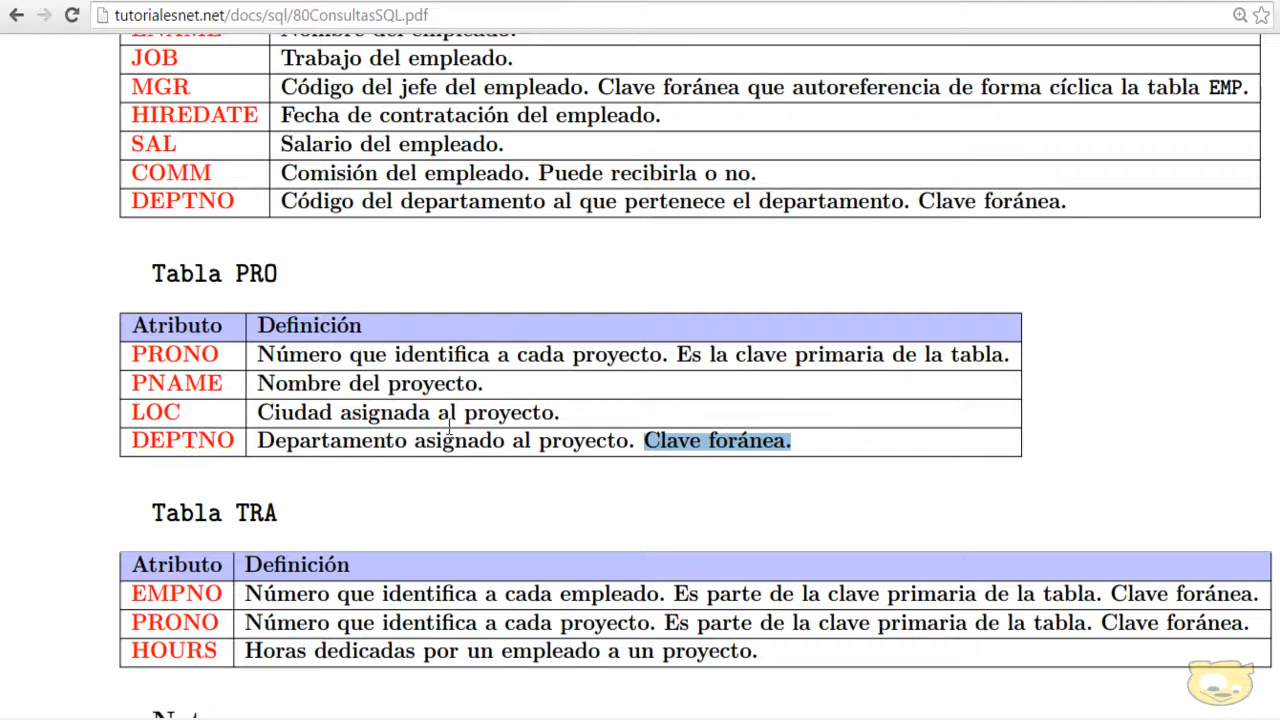 tutorialesnet.net/docs/sql/80ConsultasSQL.pdf
ENAME Nombre del empleado.
JOB Trabajo del empleado.
MGR Código del jefe del empleado. Clave foránea que autoreferencia de forma cíclica la tabla EMP.
HIREDATE Fecha de contratación del empleado.
SAL Salario del empleado.
COMM Comisión del empleado. Puede recibirla o no.
DEPTNO Código del departamento al que pertenece el departamento. Clave foránea.
Tabla PRO
Atributo Definición
PRONO Número que identifica a cada proyecto. Es la clave primaria de la tabla.
PNAME Nombre del proyecto.
LOC Ciudad asignada al proyecto.
DEPTNO Departamento asignado al proyecto. Clave foránea.
Tabla TRA
Atributo Definición
EMPNO Número que identifica a cada empleado. Es parte de la clave primaria de la tabla. Clave foránea.
PRONO Número que identifica a cada proyecto. Es parte de la clave primaria de la tabla. Clave foránea.
HOURS Horas dedicadas por un empleado a un proyecto.